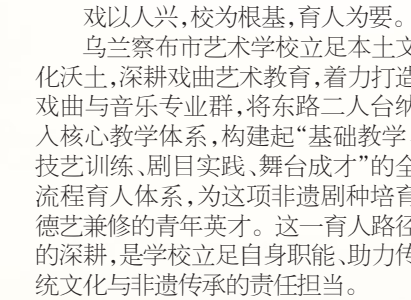 戏以人兴,校为根基,育人为要。
乌兰察布市艺术学校立足本土文
化沃土,深耕戏曲艺术教育,着力打造
戏曲与音乐专业群,将东路二人台纳
入核心教学体系,构建起“基础教学、
技艺训练、剧目实践、舞台成才”的全
流程育人体系,为这项非遗剧种培育
德艺兼修的青年英才。这一育人路径
的深耕,是学校立足自身职能、助力传
统文化与非遗传承的责任担当。